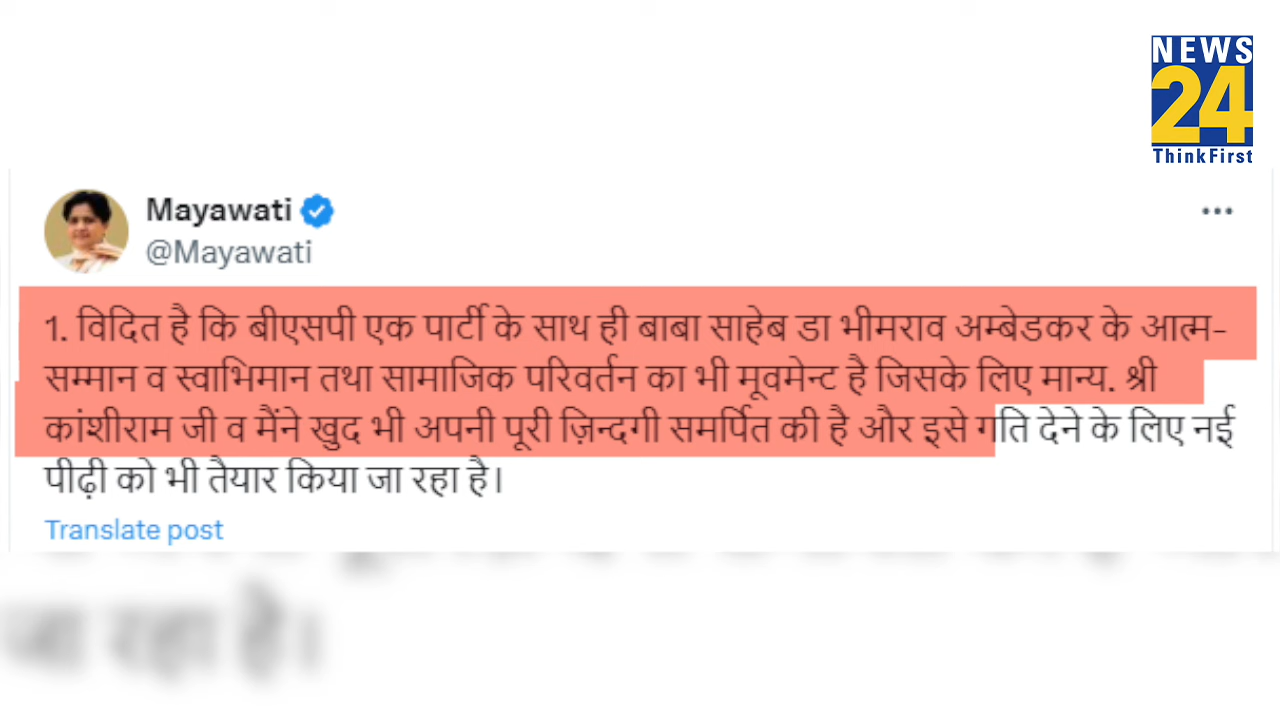 NEWS
24
ThinkFirst
Mayawati
@Mayawati
1. विदित है कि बीएसपी एक पार्टी के साथ ही बाबा साहेब डा भीमराव अम्बेडकर के आत्म-
सम्मान व स्वाभिमान तथा सामाजिक परिवर्तन का भी मूवमेन्ट है जिसके लिए मान्य. श्री
कांशीराम जी व मैंने खुद भी अपनी पूरी ज़िन्दगी समर्पित की है और इसे गति देने के लिए नई
पीढ़ी को भी तैयार किया जा रहा है।
Translate post
जा रहा है।